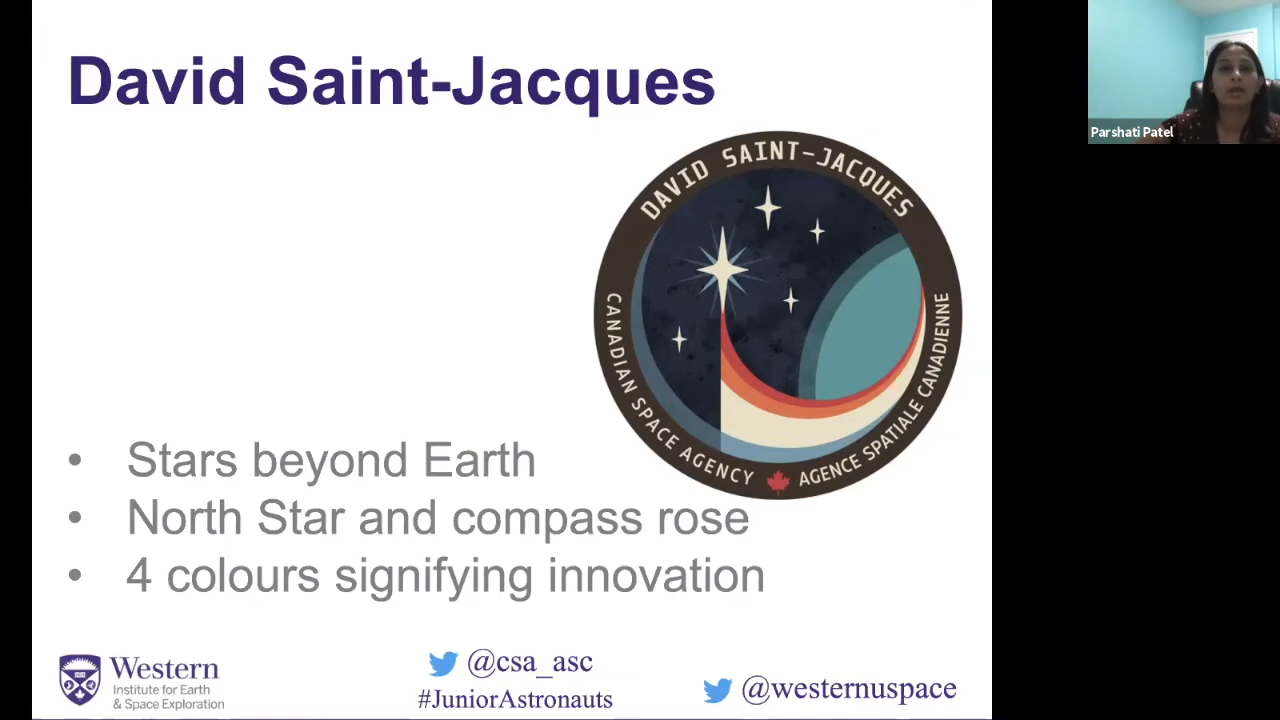 David Saint-Jacques
Parshati Patel
DAVID SAINT-JACQUES
CANADIAN SPACE AGENCY
AGENCE SPATIALE CANADIENNE
• Stars beyond Earth
• North Star and compass rose
• 4 colours signifying innovation
Western
Institute for Earth
& Space Exploration
@csa_asc
#JuniorAstronauts
@westernuspace